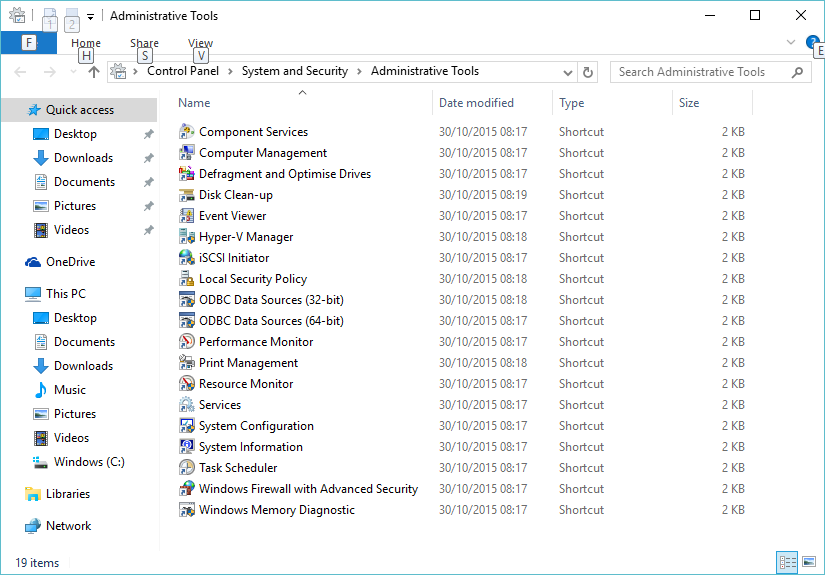 1 2 Administrative Tools
F Home Share View ? E
H S V
Control Panel System and Security Administrative Tools Search Administrative Tools
Name Date modified Type Size
Quick access
Desktop
Downloads
Documents
Pictures
Videos
OneDrive
This PC
Desktop
Documents
Downloads
Music
Pictures
Videos
Windows (C:)
Libraries
Network
Component Services 30/10/2015 08:17 Shortcut 2 KB
Computer Management 30/10/2015 08:17 Shortcut 2 KB
Defragment and Optimise Drives 30/10/2015 08:17 Shortcut 2 KB
Disk Clean-up 30/10/2015 08:19 Shortcut 2 KB
Event Viewer 30/10/2015 08:17 Shortcut 2 KB
Hyper-V Manager 30/10/2015 08:18 Shortcut 2 KB
iSCSI Initiator 30/10/2015 08:17 Shortcut 2 KB
Local Security Policy 30/10/2015 08:18 Shortcut 2 KB
ODBC Data Sources (32-bit) 30/10/2015 08:18 Shortcut 2 KB
ODBC Data Sources (64-bit) 30/10/2015 08:17 Shortcut 2 KB
Performance Monitor 30/10/2015 08:17 Shortcut 2 KB
Print Management 30/10/2015 08:18 Shortcut 2 KB
Resource Monitor 30/10/2015 08:17 Shortcut 2 KB
Services 30/10/2015 08:17 Shortcut 2 KB
System Configuration 30/10/2015 08:17 Shortcut 2 KB
System Information 30/10/2015 08:17 Shortcut 2 KB
Task Scheduler 30/10/2015 08:17 Shortcut 2 KB
Windows Firewall with Advanced Security 30/10/2015 08:17 Shortcut 2 KB
Windows Memory Diagnostic 30/10/2015 08:17 Shortcut 2 KB
19 items